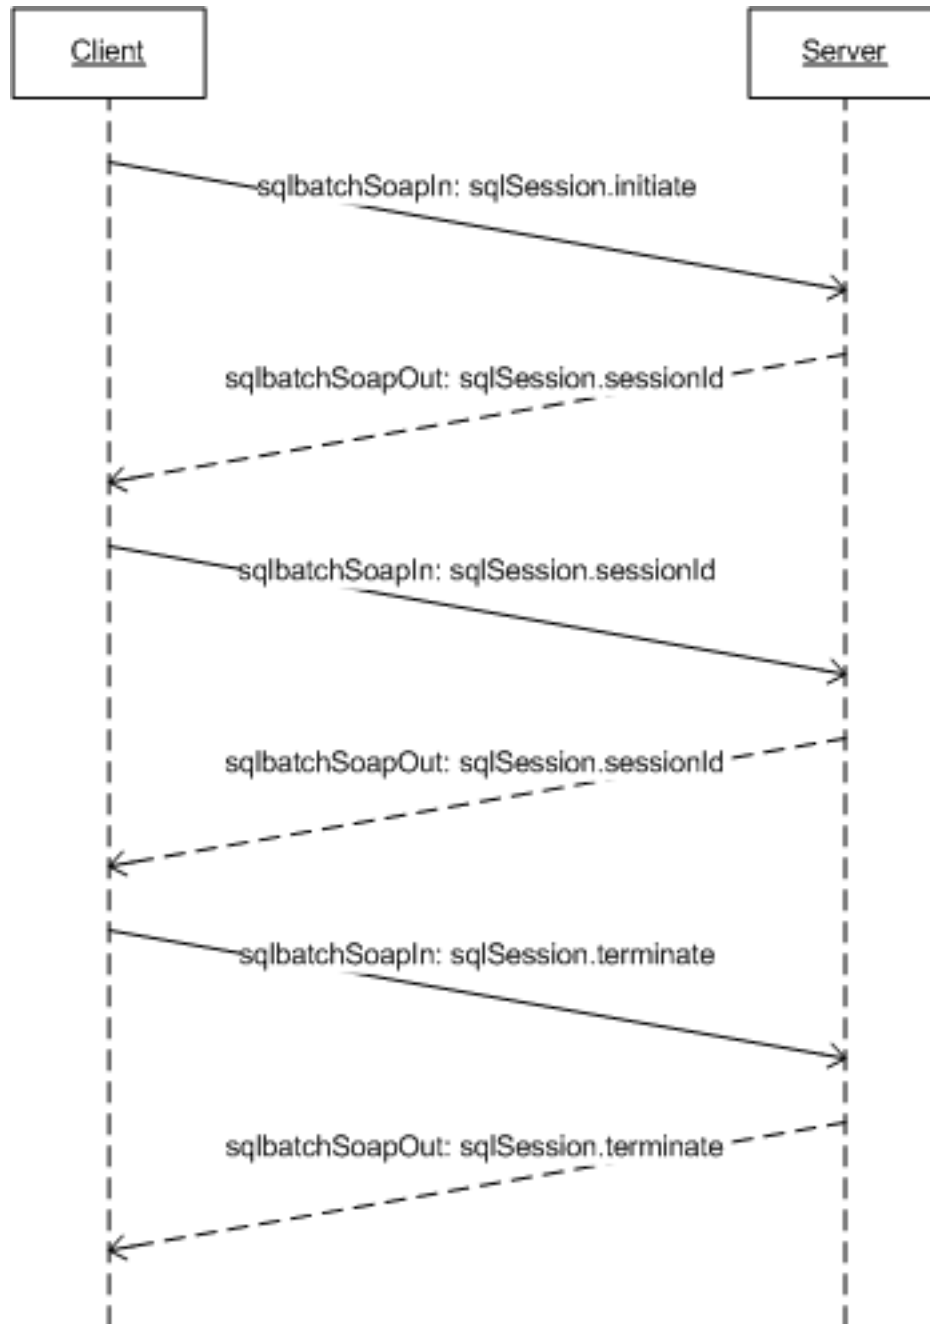 Client
Server
sqlbatchSoapIn: sqlSession.initiate
sqlbatchSoapOut: sqlSession.sessionId
sqlbatchSoapIn: sqlSession.sessionId
sqlbatchSoapOut: sqlSession.sessionId
sqlbatchSoapIn: sqlSession.terminate
sqlbatchSoapOut: sqlSession.terminate